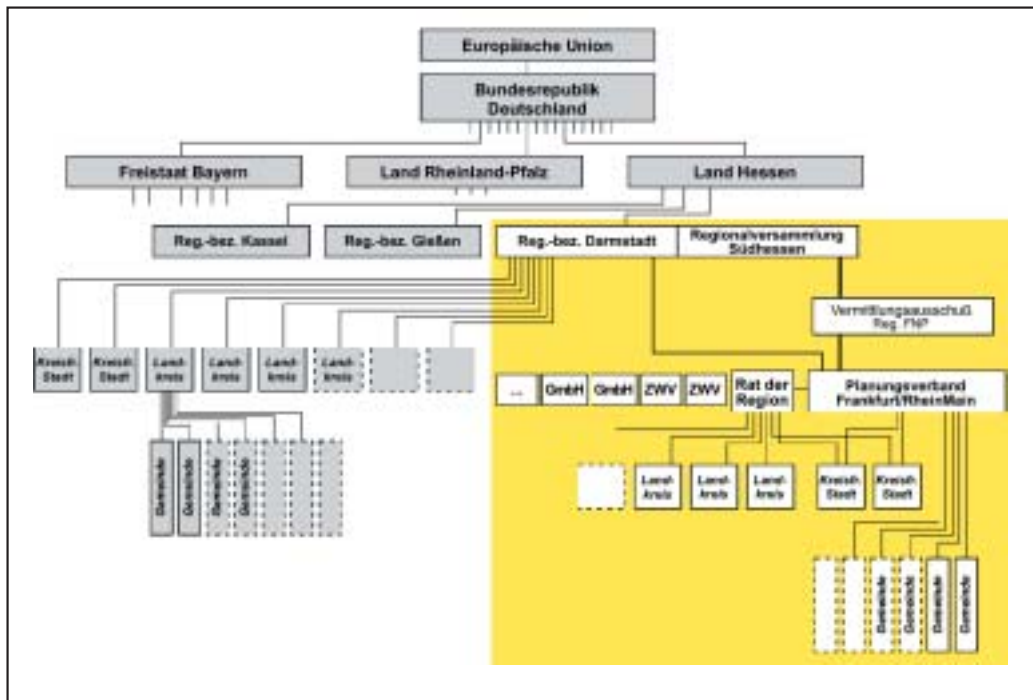 Europäische Union
Bundesrepublik
Deutschland
Freistaat Bayern
Land Rheinland-Pfalz
Land Hessen
Reg.-bez. Kassel
Reg.-bez. Gießen
Reg.-bez. Darmstadt
Regionalversammlung
Südhessen
Vermittlungsausschuß
Reg. FNP
Kreisfr.
Stadt
Kreisfr.
Stadt
Land-
kreis
Land-
kreis
Land-
kreis
Land-
kreis
...
GmbH
GmbH
ZWV
ZWV
Rat der
Region
Planungsverband
Frankfurt/RheinMain
Gemeinde
Gemeinde
Gemeinde
Gemeinde
Land-
kreis
Land-
kreis
Land-
kreis
Kreisfr.
Stadt
Kreisfr.
Stadt
Gemeinde
Gemeinde
Gemeinde
Gemeinde